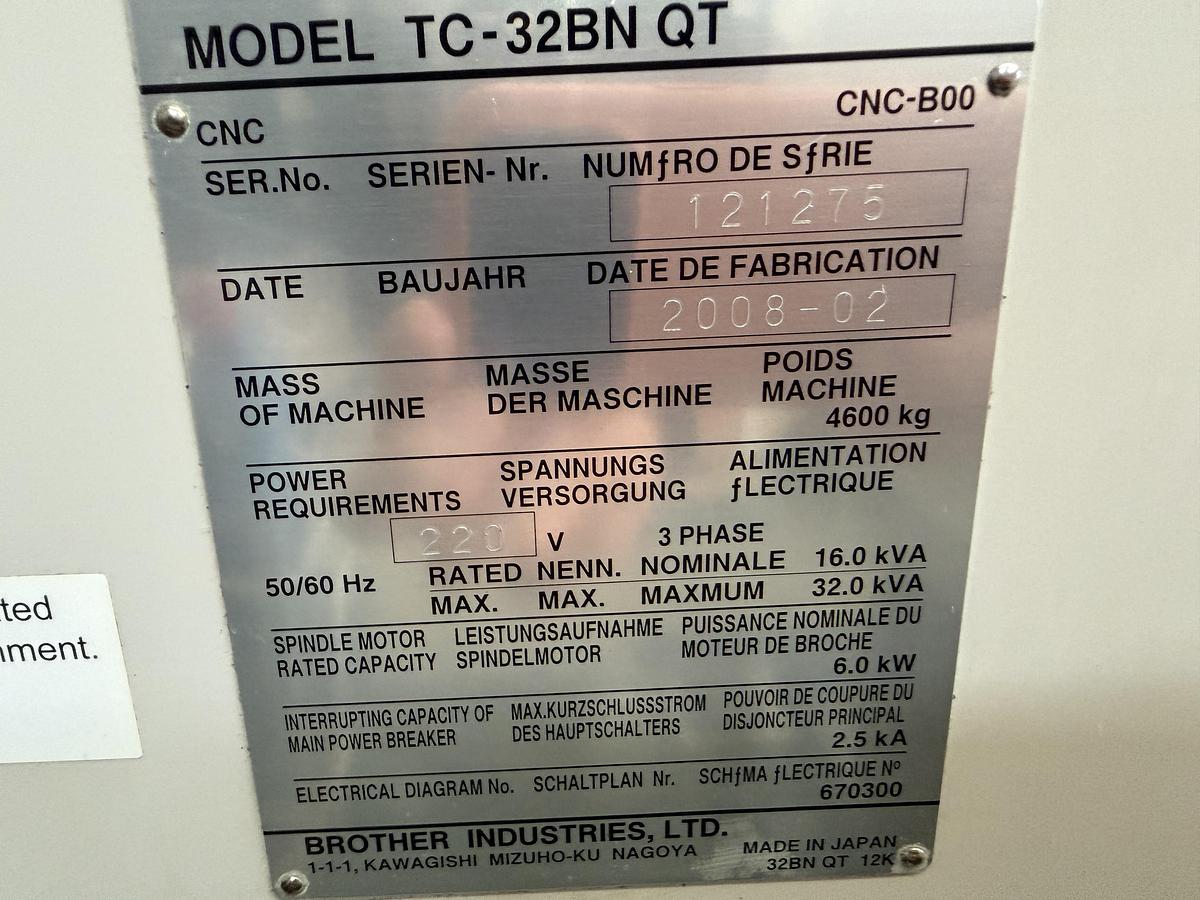 MODEL TC-32BN QT
CNC CNC-B00
SER.No. SERIEN-Nr. NUMƒRO DE SƒRIE
121275
DATE BAUJAHR DATE DE FABRICATION
2008-02
MASS MASSE POIDS
OF MACHINE DER MASCHINE MACHINE
4600 kg
POWER SPANNUNGS ALIMENTATION
REQUIREMENTS VERSORGUNG ƒLECTRIQUE
220 V 3 PHASE
50/60 Hz RATED NENN. NOMINALE 16.0 kVA
MAX. MAX. MAXMUM 32.0 kVA
SPINDLE MOTOR LEISTUNGSAUFNAHME PUISSANCE NOMINALE DU
RATED CAPACITY SPINDELMOTOR MOTEUR DE BROCHE
6.0 kW
INTERRUPTING CAPACITY OF MAX.KURZSCHLUSSSTROM POUVOIR DE COUPURE DU
MAIN POWER BREAKER DES HAUPTSCHALTERS DISJONCTEUR PRINCIPAL
2.5 kA
ELECTRICAL DIAGRAM No. SCHALTPLAN Nr. SCHƒMA ƒLECTRIQUE Nº
670300
BROTHER INDUSTRIES, LTD.
1-1-1, KAWAGISHI MIZUHO-KU NAGOYA MADE IN JAPAN
32BN QT 12K